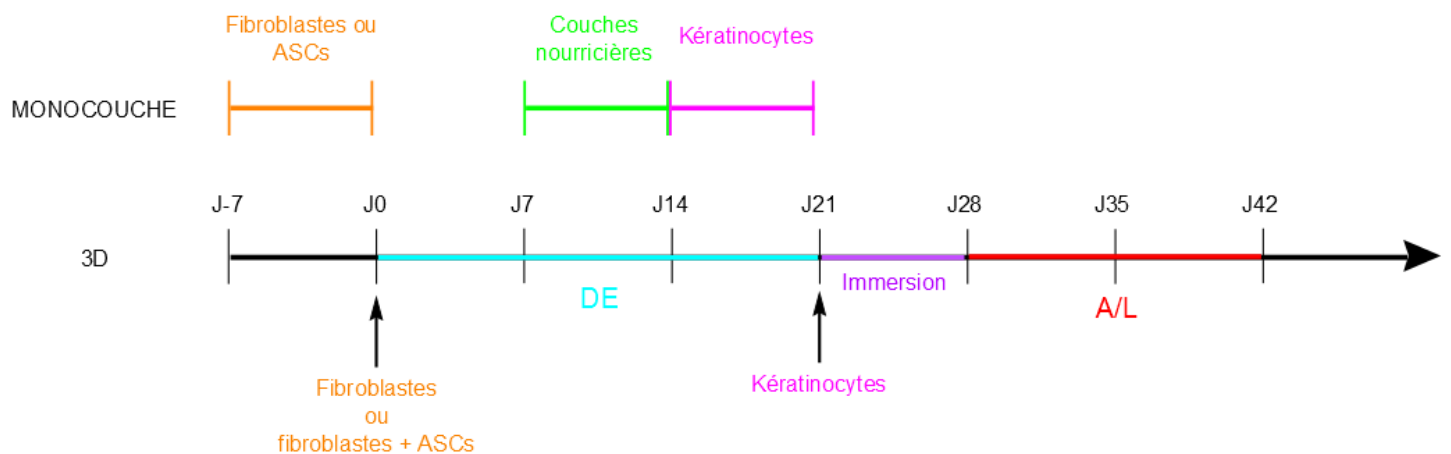 Fibroblastes ou
ASCs
Couches
nourricières
Kératinocytes
MONOCOUCHE
J-7
J0
J7
J14
J21
J28
J35
J42
3D
DE
Immersion
A/L
Fibroblastes
ou
fibroblastes + ASCs
Kératinocytes